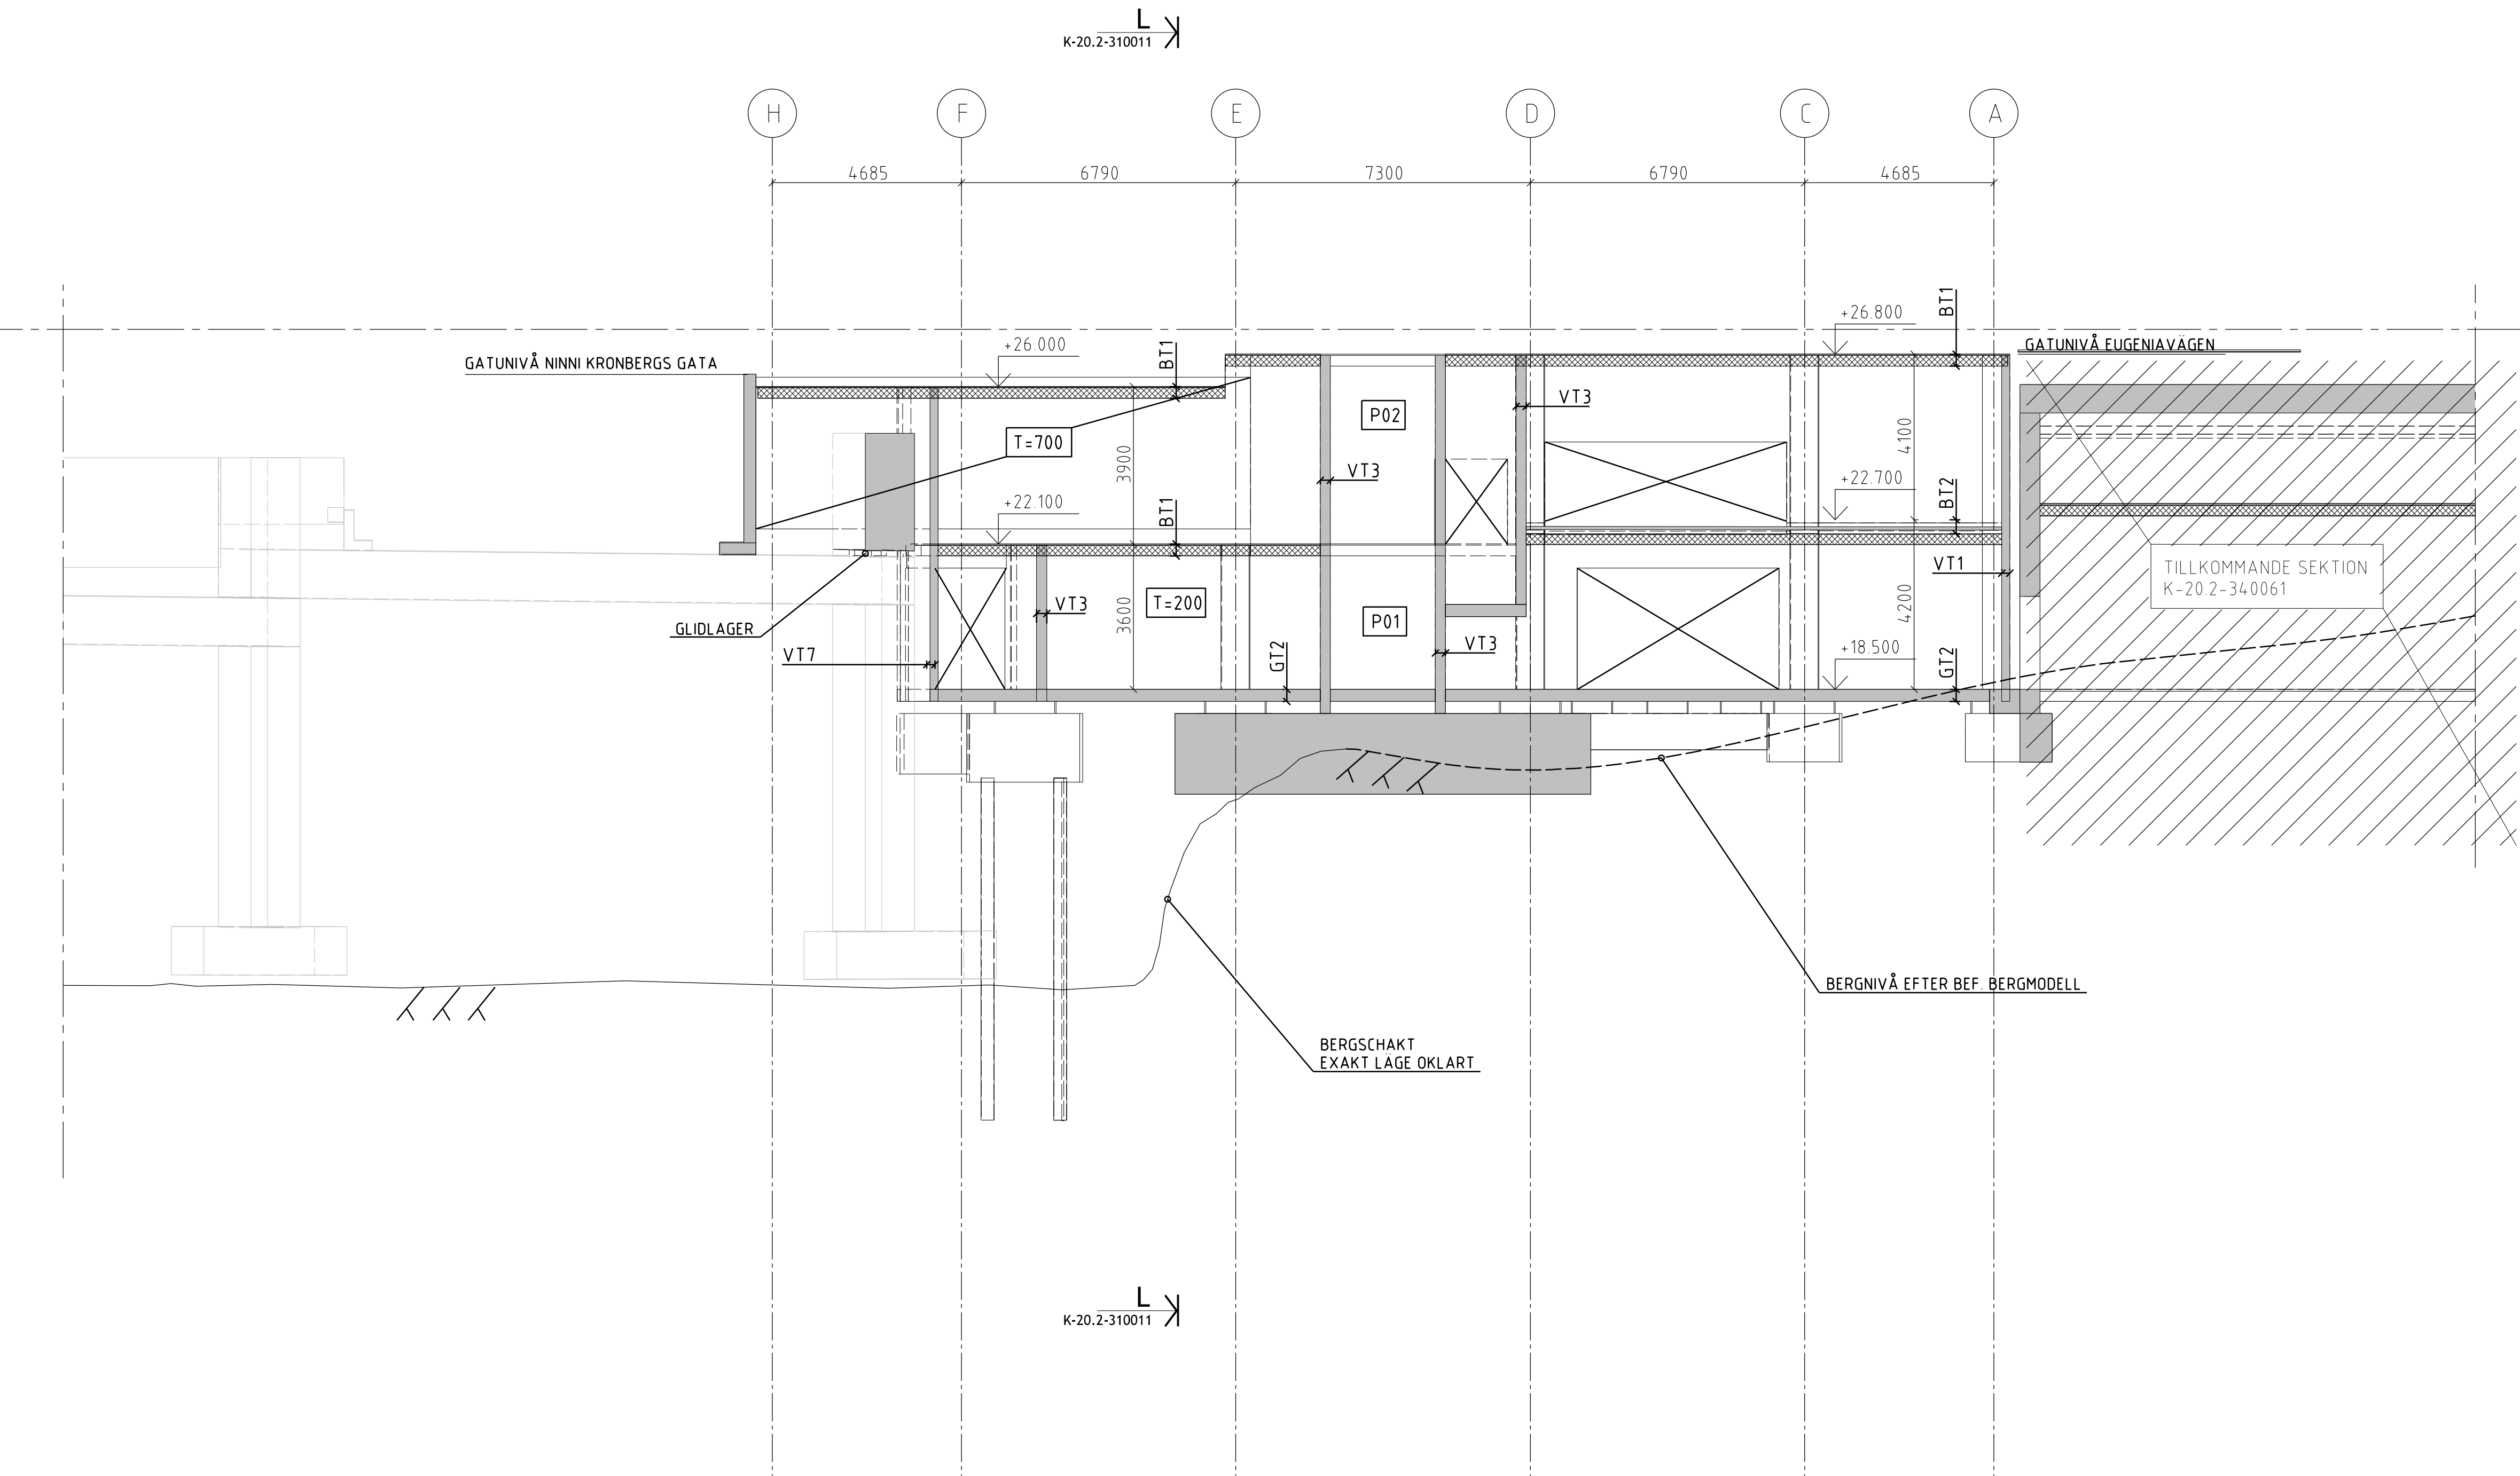 L
K-20.2-310011
H
F
E
D
C
A
4685
6790
7300
6790
4685
BT1
+26.800
+26.000
BT1
GATUNIVÅ EUGENIAVÄGEN
GATUNIVÅ NINNI KRONBERGS GATA
VT3
P02
T=700
4100
3900
VT3
+22.700
BT2
+22.100
BT1
VT1
TILLKOMMANDE SEKTION
K-20.2-340061
T=200
VT3
3600
4200
P01
GLIDLAGER
VT3
VT7
GT2
+18.500
GT2
BERGNIVÅ EFTER BEF. BERGMODELL
BERGSCHAKT
EXAKT LÄGE OKLART
L
K-20.2-310011